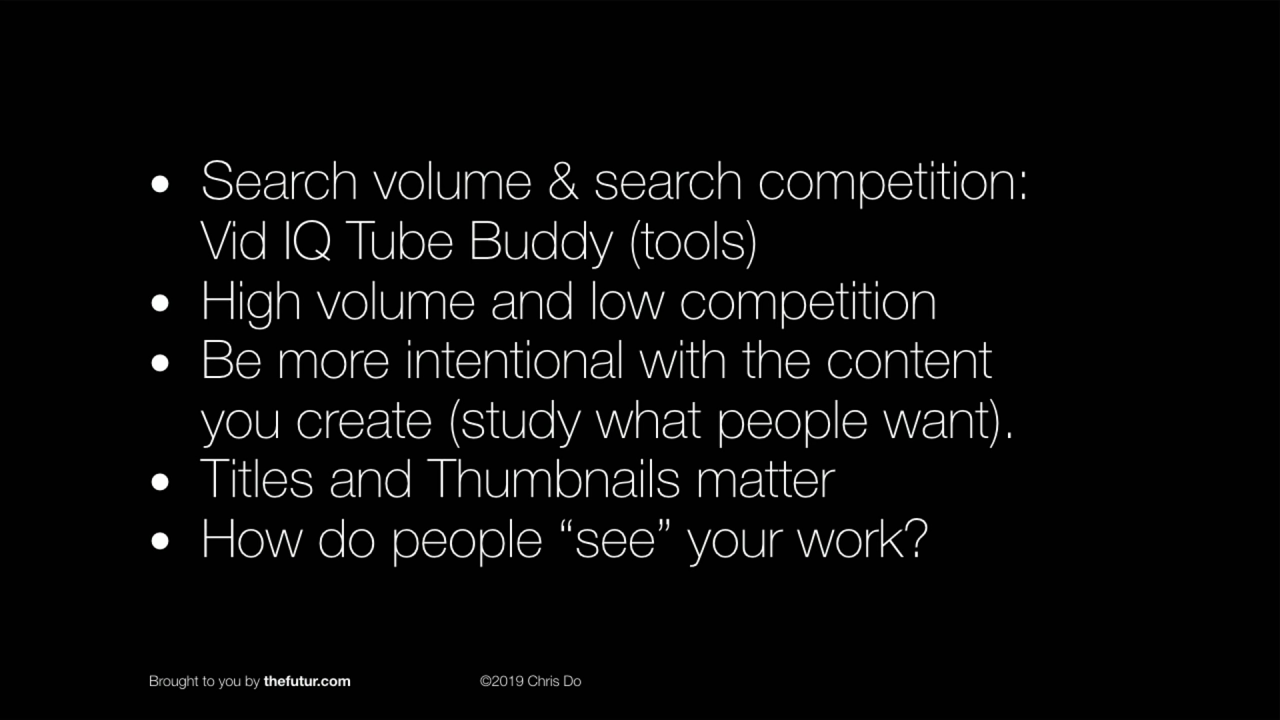 • Search volume & search competition:
Vid IQ Tube Buddy (tools)
• High volume and low competition
• Be more intentional with the content
you create (study what people want).
• Titles and Thumbnails matter
• How do people “see” your work?
Brought to you by thefutur.com ©2019 Chris Do